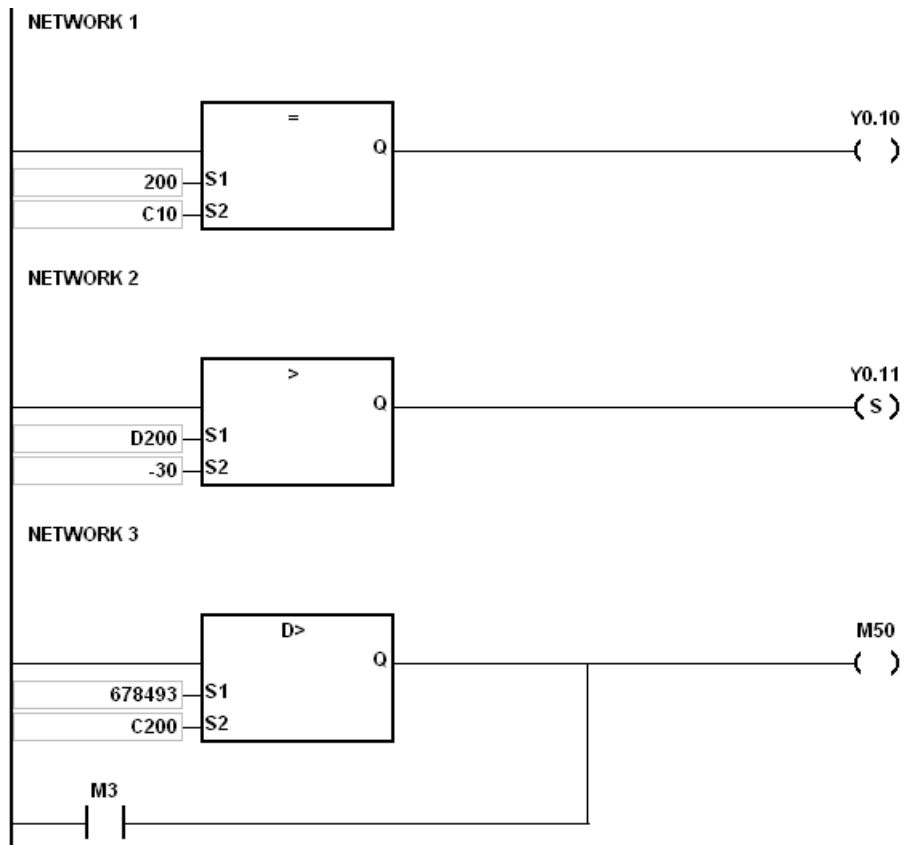 NETWORK 1
=
Y0.10
Q
( )
200 S1
C10 S2
NETWORK 2
>
Y0.11
Q
( S )
D200 S1
-30 S2
NETWORK 3
D>
M50
Q
( )
678493 S1
C200 S2
M3